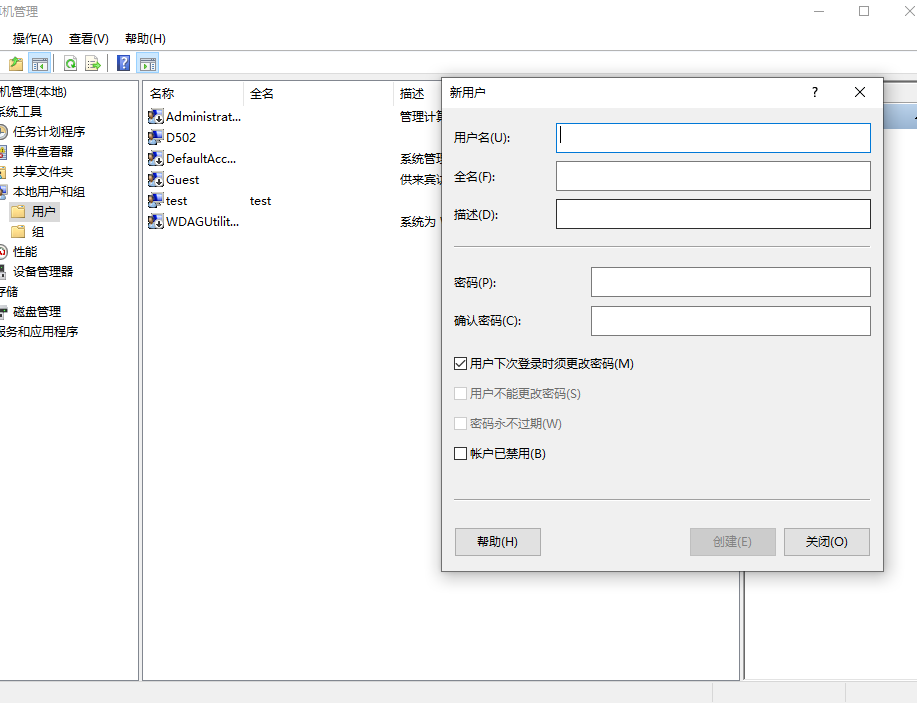 机管理
操作(A) 查看(V) 帮助(H)
机管理(本地)
系统工具
任务计划程序
事件查看器
共享文件夹
本地用户和组
用户
组
性能
设备管理器
存储
磁盘管理
服务和应用程序
名称 全名 描述
Administrat... 管理计算
D502
DefaultAcc... 系统管理
Guest 供来宾访
test test
WDAGUtilit... 系统为
新用户 ?
用户名(U):
全名(F):
描述(D):
密码(P):
确认密码(C):
用户下次登录时须更改密码(M)
用户不能更改密码(S)
密码永不过期(W)
帐户已禁用(B)
帮助(H) 创建(E) 关闭(O)